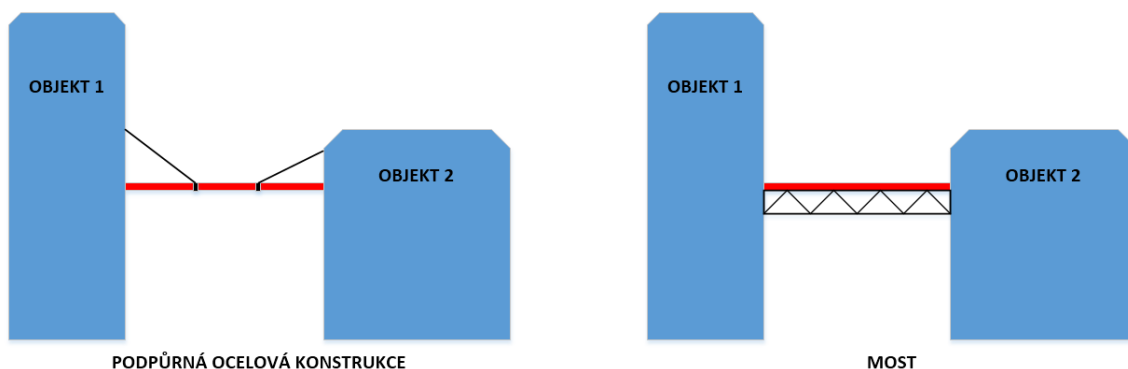 OBJEKT 1
OBJEKT 2
PODPŮRNÁ OCELOVÁ KONSTRUKCE
OBJEKT 1
OBJEKT 2
MOST